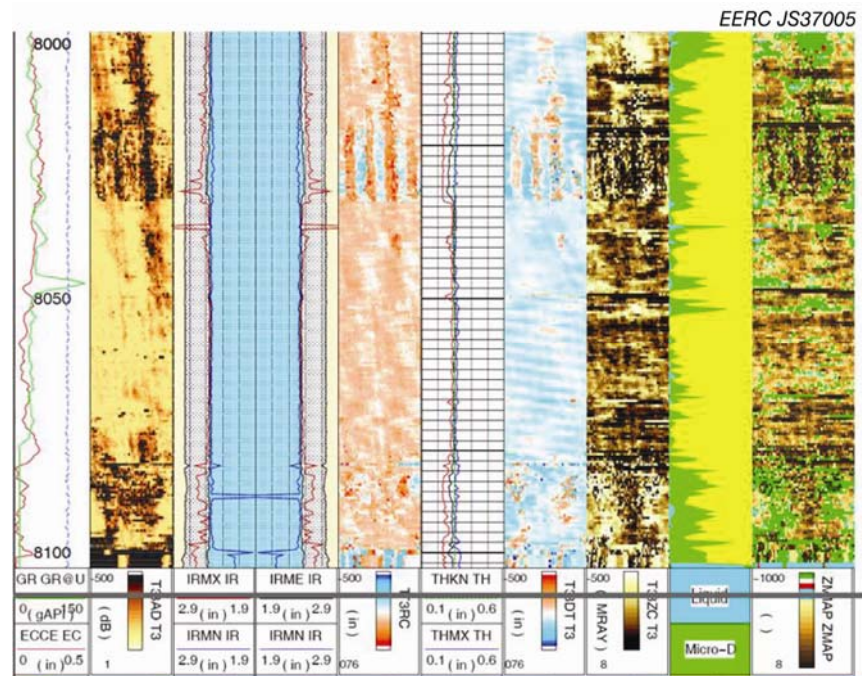 EERC JS37005
8000
8050
8100
GR GR@U
0 (gAPI) 150
ECCE EC
0 (in) 0.5
-500
T3AD T3
(dB)
1
IRMX IR
2.9 (in) 1.9
IRMN IR
2.9 (in) 1.9
IRME IR
1.9 (in) 2.9
IRMN IR
1.9 (in) 2.9
-500
T3RC
(in)
076
THKN TH
0.1 (in) 0.6
THMX TH
0.1 (in) 0.6
-500
T3DT T3
(in)
076
-500
T3ZC T3
( MRAY)
8
Liquid
Micro-D
-1000
ZMAP ZMAP
( )
8